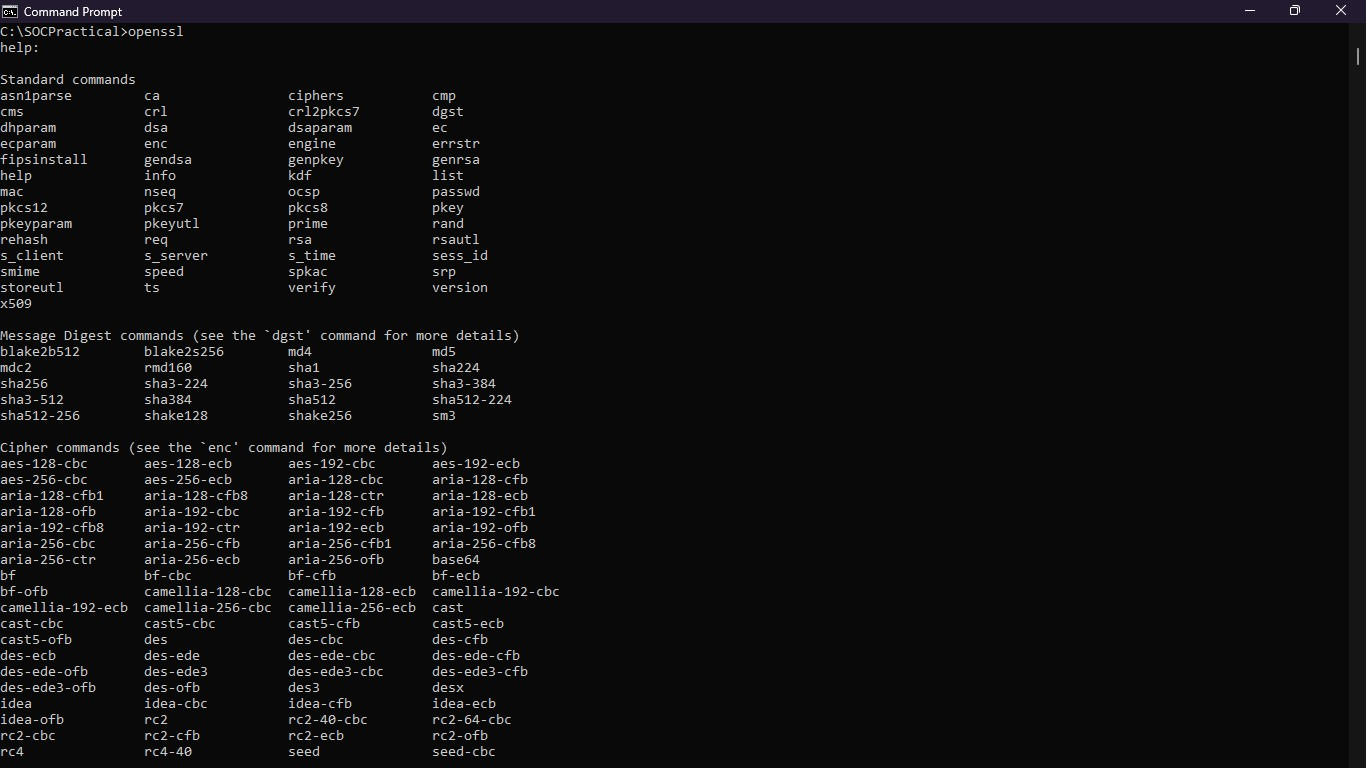 Command Prompt
C:\SOCPractical>openssl
help:
Standard commands
asn1parse ca ciphers cmp
cms crl crl2pkcs7 dgst
dhparam dsa dsaparam ec
ecparam enc engine errstr
fipsinstall gendsa genpkey genrsa
help info kdf list
mac nseq ocsp passwd
pkcs12 pkcs7 pkcs8 pkey
pkeyparam pkeyutl prime rand
rehash req rsa rsautl
s_client s_server s_time sess_id
smime speed spkac srp
storeutl ts verify version
x509
Message Digest commands (see the `dgst' command for more details)
blake2b512 blake2s256 md4 md5
mdc2 rmd160 sha1 sha224
sha256 sha3-224 sha3-256 sha3-384
sha3-512 sha384 sha512 sha512-224
sha512-256 shake128 shake256 sm3
Cipher commands (see the `enc' command for more details)
aes-128-cbc aes-128-ecb aes-192-cbc aes-192-ecb
aes-256-cbc aes-256-ecb aria-128-cbc aria-128-cfb
aria-128-cfb1 aria-128-cfb8 aria-128-ctr aria-128-ecb
aria-128-ofb aria-192-cbc aria-192-cfb aria-192-cfb1
aria-192-cfb8 aria-192-ctr aria-192-ecb aria-192-ofb
aria-256-cbc aria-256-cfb aria-256-cfb1 aria-256-cfb8
aria-256-ctr aria-256-ecb aria-256-ofb base64
bf bf-cbc bf-cfb bf-ecb
bf-ofb camellia-128-cbc camellia-128-ecb camellia-192-cbc
camellia-192-ecb camellia-256-cbc camellia-256-ecb cast
cast-cbc cast5-cbc cast5-cfb cast5-ecb
cast5-ofb des des-cbc des-cfb
des-ecb des-ede des-ede-cbc des-ede-cfb
des-ede-ofb des-ede3 des-ede3-cbc des-ede3-cfb
des-ede3-ofb des-ofb des3 desx
idea idea-cbc idea-cfb idea-ecb
idea-ofb rc2 rc2-40-cbc rc2-64-cbc
rc2-cbc rc2-cfb rc2-ecb rc2-ofb
rc4 rc4-40 seed seed-cbc